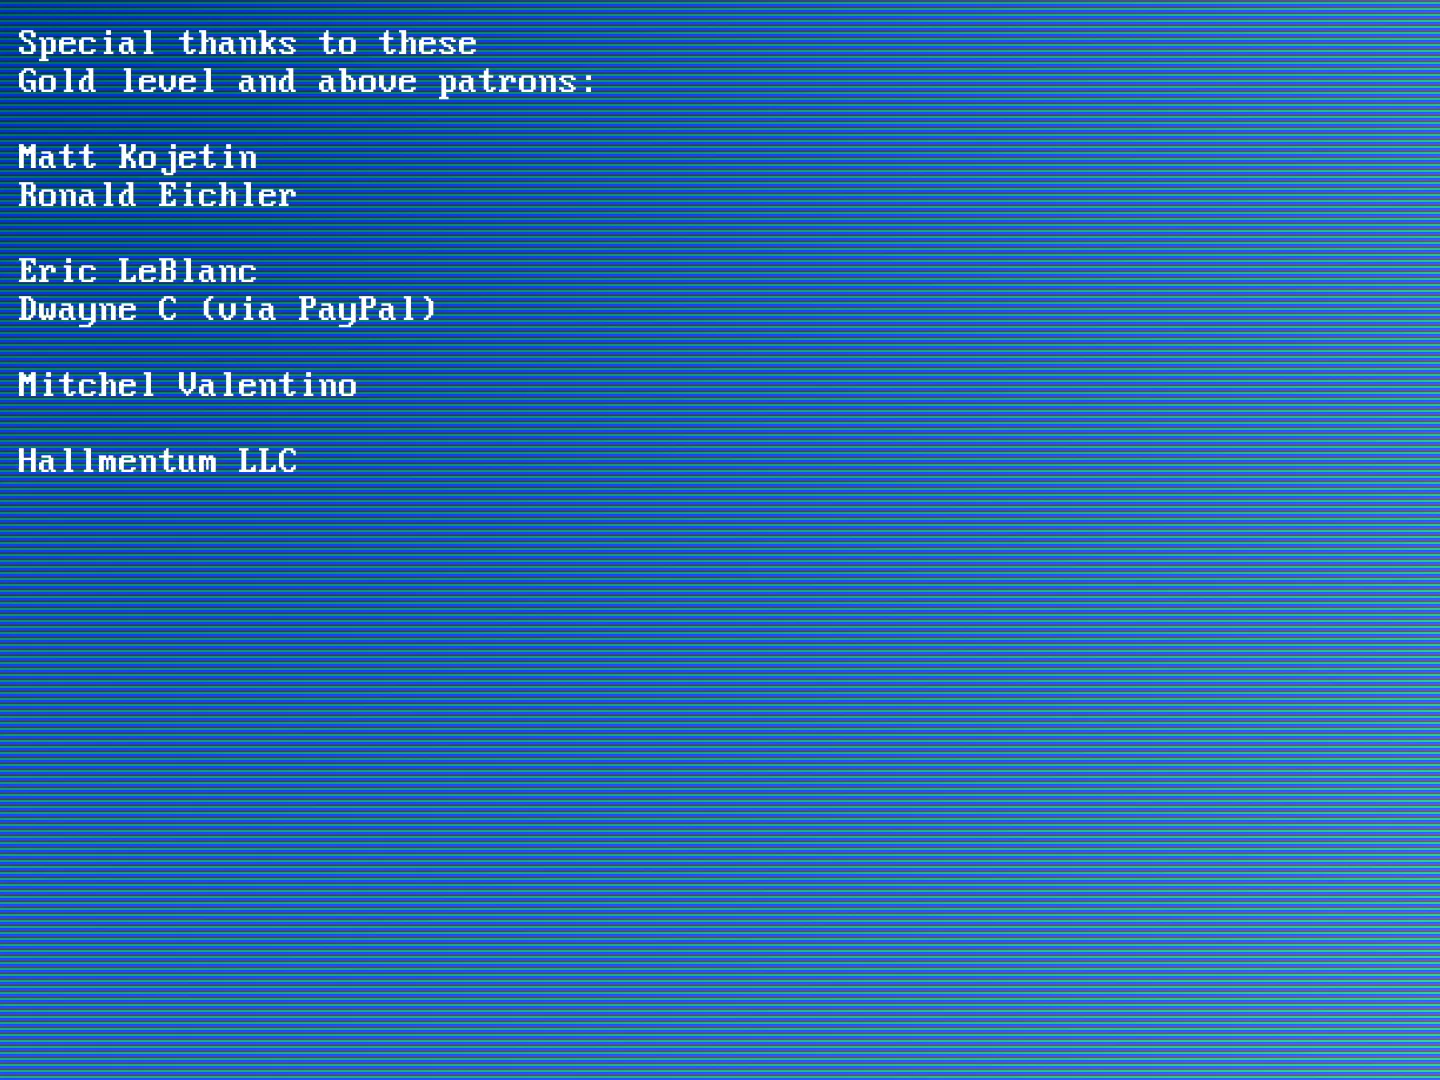 Special thanks to these
Gold level and above patrons:
Matt Kojetin
Ronald Eichler
Eric LeBlanc
Dwayne C (via PayPal)
Mitchel Valentino
Hallmentum LLC